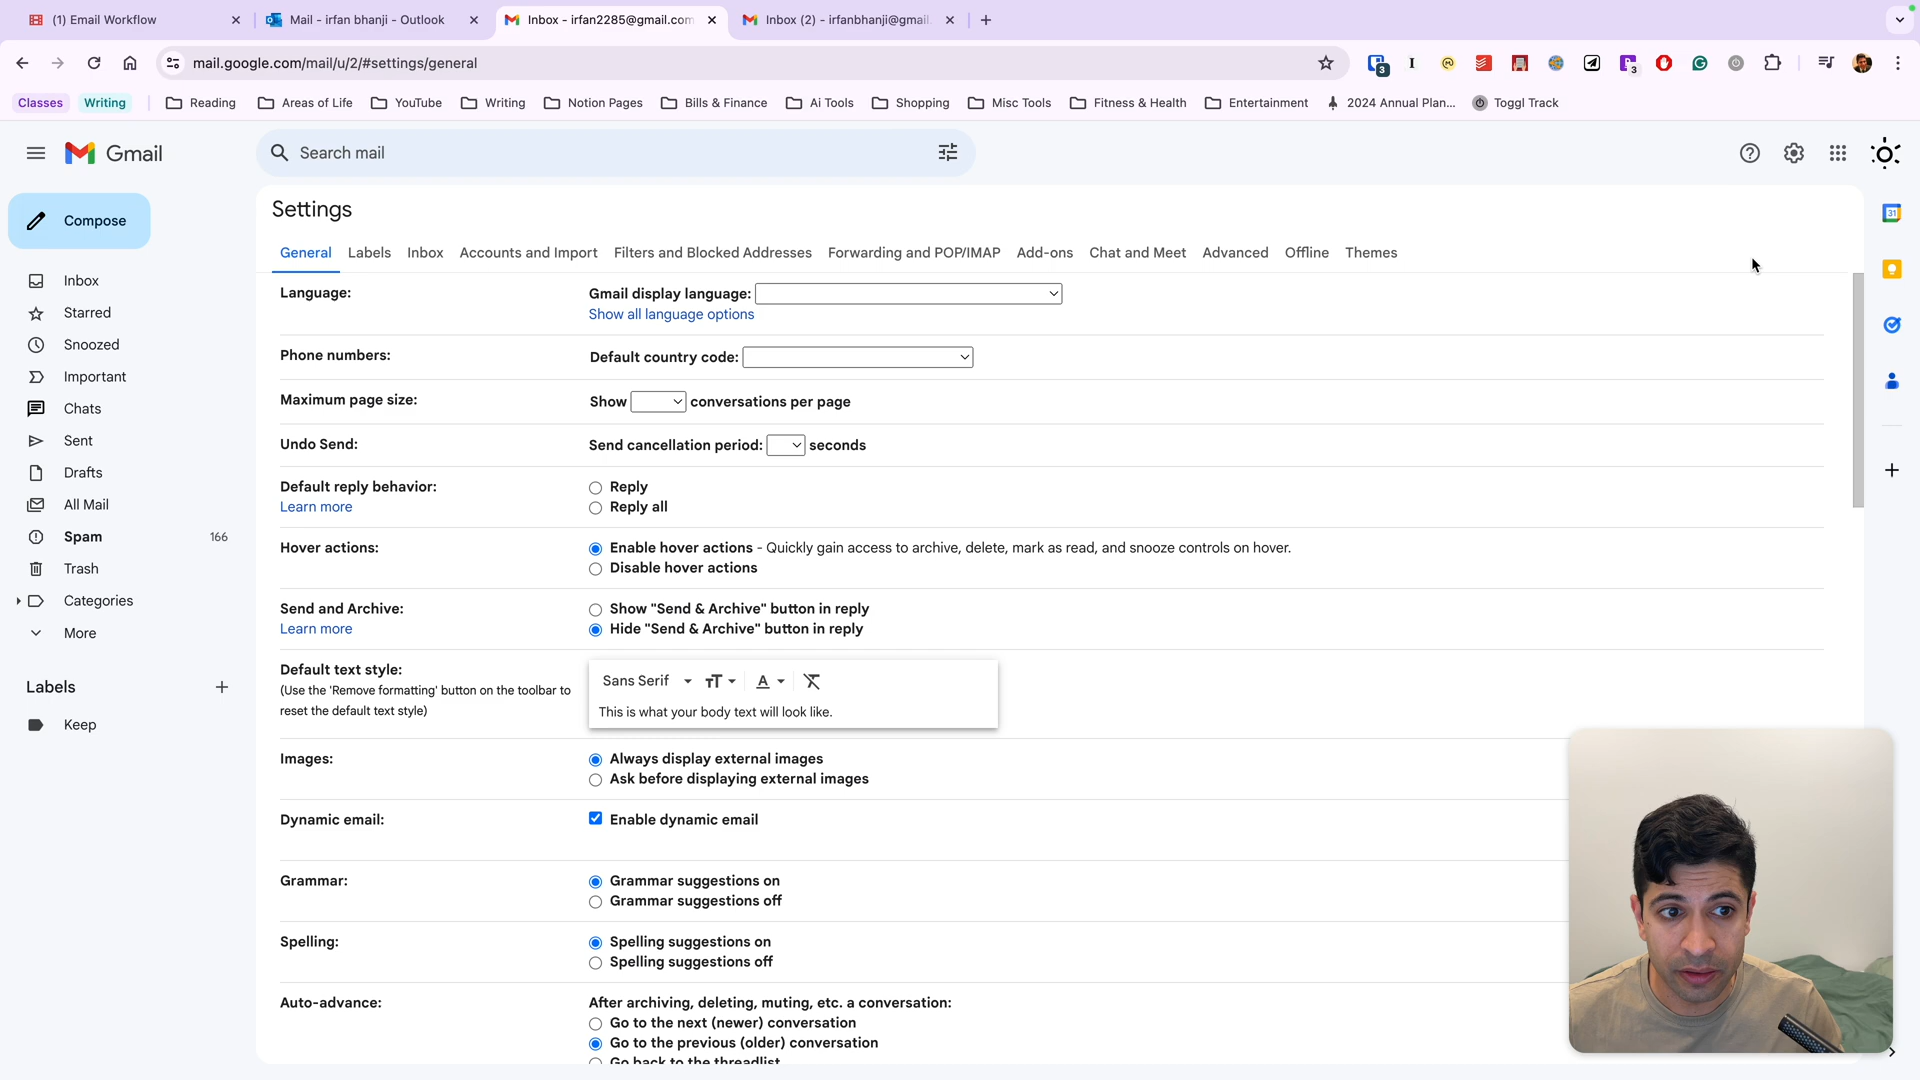 (1) Email Workflow
Mail - irfan bhanji - Outlook
Inbox - irfan2285@gmail.com
Inbox (2) - irfanbhanji@gmail.
mail.google.com/mail/u/2/#settings/general
3
3
Classes
Writing
Reading
Areas of Life
YouTube
Writing
Notion Pages
Bills & Finance
Ai Tools
Shopping
Misc Tools
Fitness & Health
Entertainment
2024 Annual Plan...
Toggl Track
Gmail
Search mail
Compose
Settings
General Labels Inbox Accounts and Import Filters and Blocked Addresses Forwarding and POP/IMAP Add-ons Chat and Meet Advanced Offline Themes
31
Inbox
Starred
Snoozed
Important
Chats
Sent
Drafts
All Mail
Spam 166
Trash
Categories
More
Labels
Keep
Language: Gmail display language:
Show all language options
Phone numbers: Default country code:
Maximum page size: Show conversations per page
Undo Send: Send cancellation period: seconds
Default reply behavior: Reply
Learn more Reply all
Hover actions: Enable hover actions - Quickly gain access to archive, delete, mark as read, and snooze controls on hover.
Disable hover actions
Send and Archive: Show "Send & Archive" button in reply
Learn more Hide "Send & Archive" button in reply
Default text style:
(Use the 'Remove formatting' button on the toolbar to
reset the default text style)
Sans Serif
This is what your body text will look like.
Images: Always display external images
Ask before displaying external images
Dynamic email: Enable dynamic email
Grammar: Grammar suggestions on
Grammar suggestions off
Spelling: Spelling suggestions on
Spelling suggestions off
Auto-advance: After archiving, deleting, muting, etc. a conversation:
Go to the next (newer) conversation
Go to the previous (older) conversation
Go back to the threadlist